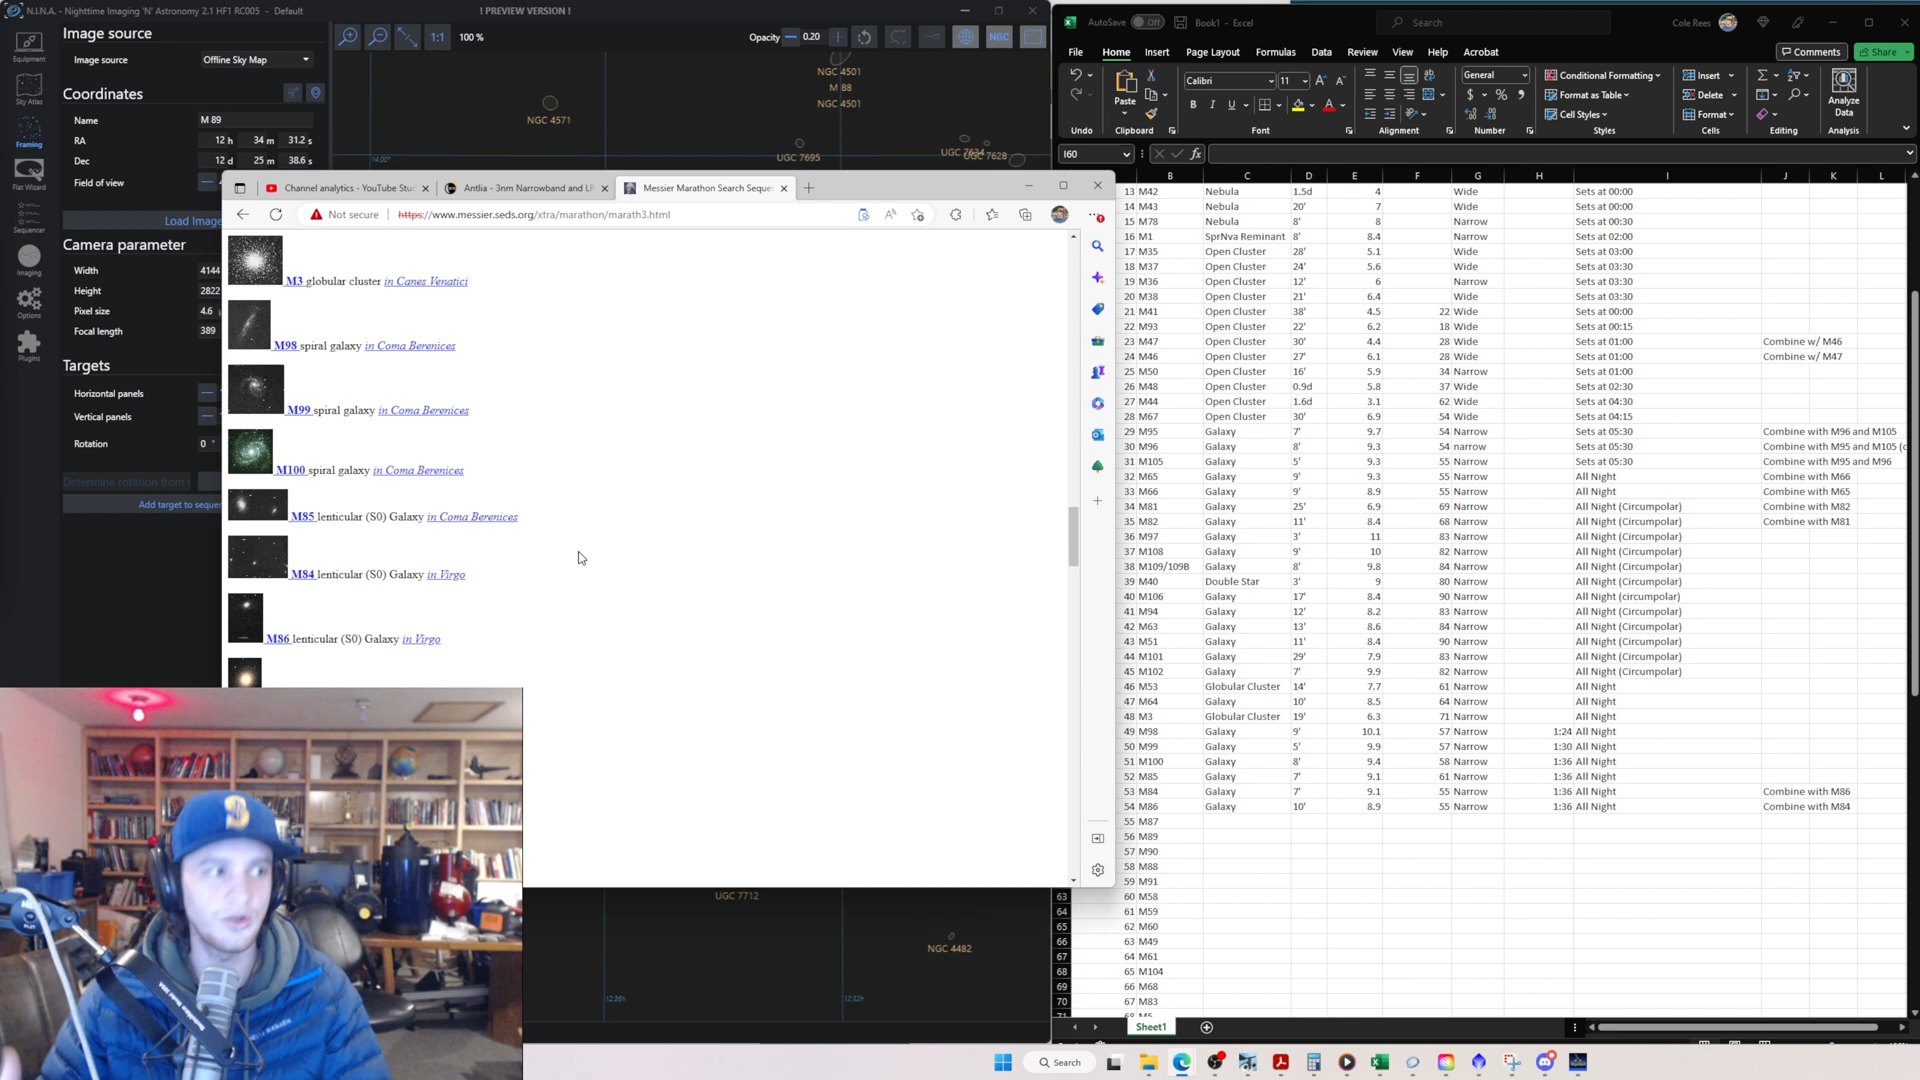 N.I.N.A. - Nighttime Imaging 'N' Astronomy 2.1 HF1 RC005 - Default
! PREVIEW VERSION !
Equipment
Sky Atlas
Framing
Flat Wizard
Sequencer
Imaging
Options
Plugins
Image source
Image source Offline Sky Map
Coordinates
Name M 89
RA 12 h 34 m 31.2 s
Dec 12 d 25 m 38.6 s
Field of view
Load Image
Camera parameter
Width 4144
Height 2822
Pixel size 4.6
Focal length 389
Targets
Horizontal panels
Vertical panels
Rotation 0 °
Determine rotation from
Add target to seque
1:1 100 %
Opacity 0.20
NGC
NGC 4501
M 88
NGC 4501
NGC 4571
UGC 7695
UGC 7628
14.00°
UGC 7712
NGC 4482
12:36h
12:32h
Channel analytics - YouTube Stu
Antlia - 3nm Narrowband and LR
Messier Marathon Search Seque
Not secure https://www.messier.seds.org/xtra/marathon/marath3.html
M3 globular cluster in Canes Venatici
M98 spiral galaxy in Coma Berenices
M99 spiral galaxy in Coma Berenices
M100 spiral galaxy in Coma Berenices
M85 lenticular (S0) Galaxy in Coma Berenices
M84 lenticular (S0) Galaxy in Virgo
M86 lenticular (S0) Galaxy in Virgo
AutoSave Off Book1 - Excel Search Cole Rees
File Home Insert Page Layout Formulas Data Review View Help Acrobat Comments Share
Undo
Paste
Clipboard
Calibri 11
B I U
Font
Alignment
General
$ % 9
Number
Conditional Formatting
Format as Table
Cell Styles
Styles
Insert
Delete
Format
Cells
Editing
Analyze Data
Analysis
I60 fx
B C D E F G H I J K L
13 M42 Nebula 1.5d 4 Wide Sets at 00:00
14 M43 Nebula 20' 7 Wide Sets at 00:00
15 M78 Nebula 8' 8 Narrow Sets at 00:30
16 M1 SprNva Reminant 8' 8.4 Narrow Sets at 02:00
17 M35 Open Cluster 28' 5.1 Wide Sets at 03:00
18 M37 Open Cluster 24' 5.6 Wide Sets at 03:30
19 M36 Open Cluster 12' 6 Narrow Sets at 03:30
20 M38 Open Cluster 21' 6.4 Wide Sets at 03:30
21 M41 Open Cluster 38' 4.5 22 Wide Sets at 00:00
22 M93 Open Cluster 22' 6.2 18 Wide Sets at 00:15
23 M47 Open Cluster 30' 4.4 28 Wide Sets at 01:00 Combine w/ M46
24 M46 Open Cluster 27' 6.1 28 Wide Sets at 01:00 Combine w/ M47
25 M50 Open Cluster 16' 5.9 34 Narrow Sets at 01:00
26 M48 Open Cluster 0.9d 5.8 37 Wide Sets at 02:30
27 M44 Open Cluster 1.6d 3.1 62 Wide Sets at 04:30
28 M67 Open Cluster 30' 6.9 54 Wide Sets at 04:15
29 M95 Galaxy 7' 9.7 54 Narrow Sets at 05:30 Combine with M96 and M105
30 M96 Galaxy 8' 9.3 54 narrow Sets at 05:30 Combine with M95 and M105 (c
31 M105 Galaxy 5' 9.3 55 Narrow Sets at 05:30 Combine with M95 and M96
32 M65 Galaxy 9' 9.3 55 Narrow All Night Combine with M66
33 M66 Galaxy 9' 8.9 55 Narrow All Night Combine with M65
34 M81 Galaxy 25' 6.9 69 Narrow All Night (Circumpolar) Combine with M82
35 M82 Galaxy 11' 8.4 68 Narrow All Night (Circumpolar) Combine with M81
36 M97 Galaxy 3' 11 83 Narrow All Night (Circumpolar)
37 M108 Galaxy 9' 10 82 Narrow All Night (Circumpolar)
38 M109/109B Galaxy 8' 9.8 84 Narrow All Night (Circumpolar)
39 M40 Double Star 3' 9 80 Narrow All Night (Circumpolar)
40 M106 Galaxy 17' 8.4 90 Narrow All Night (circumpolar)
41 M94 Galaxy 12' 8.2 83 Narrow All Night (Circumpolar)
42 M63 Galaxy 13' 8.6 84 Narrow All Night (Circumpolar)
43 M51 Galaxy 11' 8.4 90 Narrow All Night (Circumpolar)
44 M101 Galaxy 29' 7.9 83 Narrow All Night (Circumpolar)
45 M102 Galaxy 7' 9.9 82 Narrow All Night (Circumpolar)
46 M53 Globular Cluster 14' 7.7 61 Narrow All Night
47 M64 Galaxy 10' 8.5 64 Narrow All Night
48 M3 Globular Cluster 19' 6.3 71 Narrow All Night
49 M98 Galaxy 9' 10.1 57 Narrow 1:24 All Night
50 M99 Galaxy 5' 9.9 57 Narrow 1:30 All Night
51 M100 Galaxy 8' 9.4 58 Narrow 1:36 All Night
52 M85 Galaxy 7' 9.1 61 Narrow 1:36 All Night
53 M84 Galaxy 7' 9.1 55 Narrow 1:36 All Night Combine with M86
54 M86 Galaxy 10' 8.9 55 Narrow 1:36 All Night Combine with M84
55 M87
56 M89
57 M90
58 M88
59 M91
63 60 M58
64 61 M59
65 62 M60
66 63 M49
67 64 M61
68 65 M104
69 66 M68
70 67 M83
68 M5
Sheet1
Search